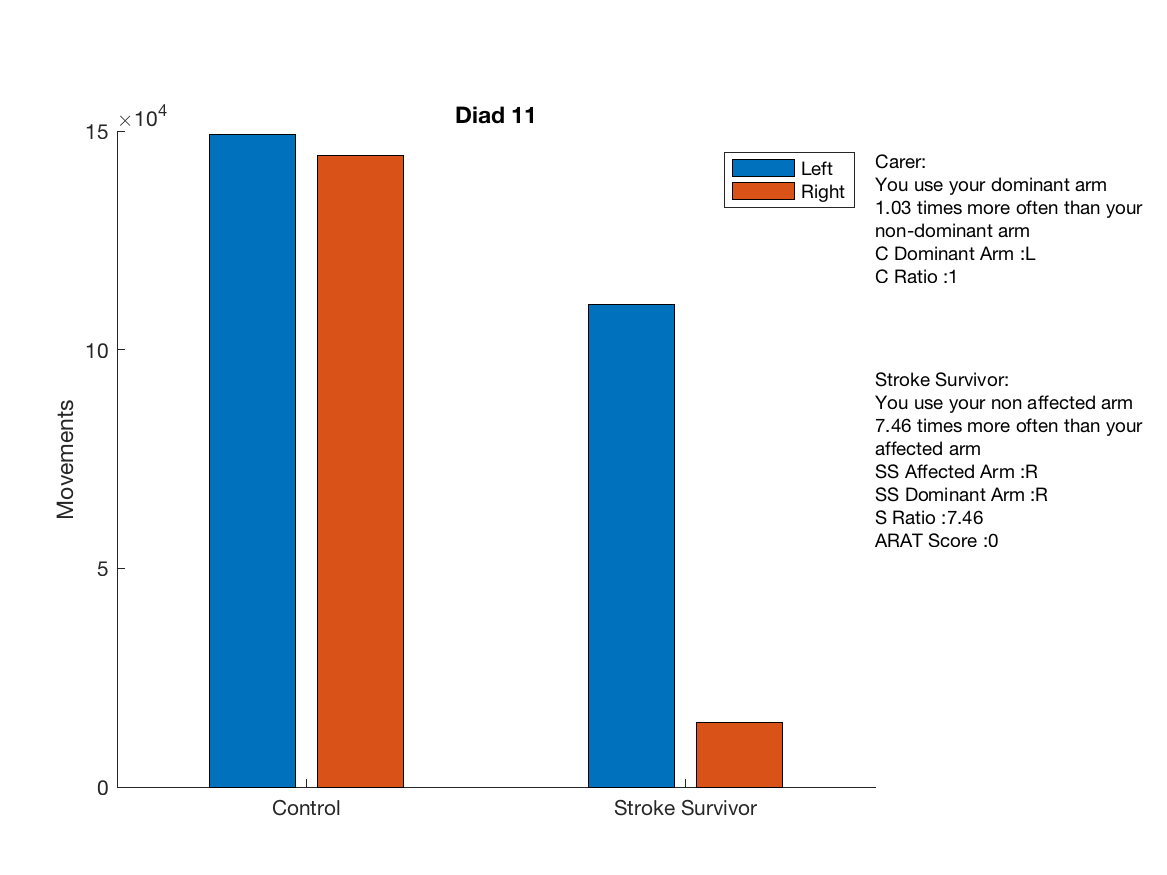 Diad 11
×10⁴
15
10
5
0
Movements
Control
Stroke Survivor
Left
Right
Carer:
You use your dominant arm
1.03 times more often than your
non-dominant arm
C Dominant Arm :L
C Ratio :1
Stroke Survivor:
You use your non affected arm
7.46 times more often than your
affected arm
SS Affected Arm :R
SS Dominant Arm :R
S Ratio :7.46
ARAT Score :0